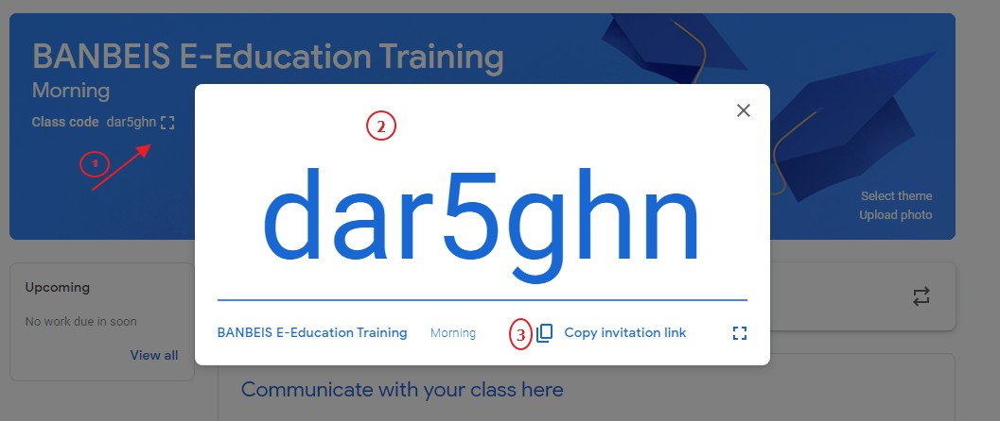 BANBEIS E-Education Training
Morning
Class code dar5ghn
1
2
dar5ghn
BANBEIS E-Education Training Morning 3 Copy invitation link
Select theme
Upload photo
Upcoming
No work due in soon
View all
Communicate with your class here